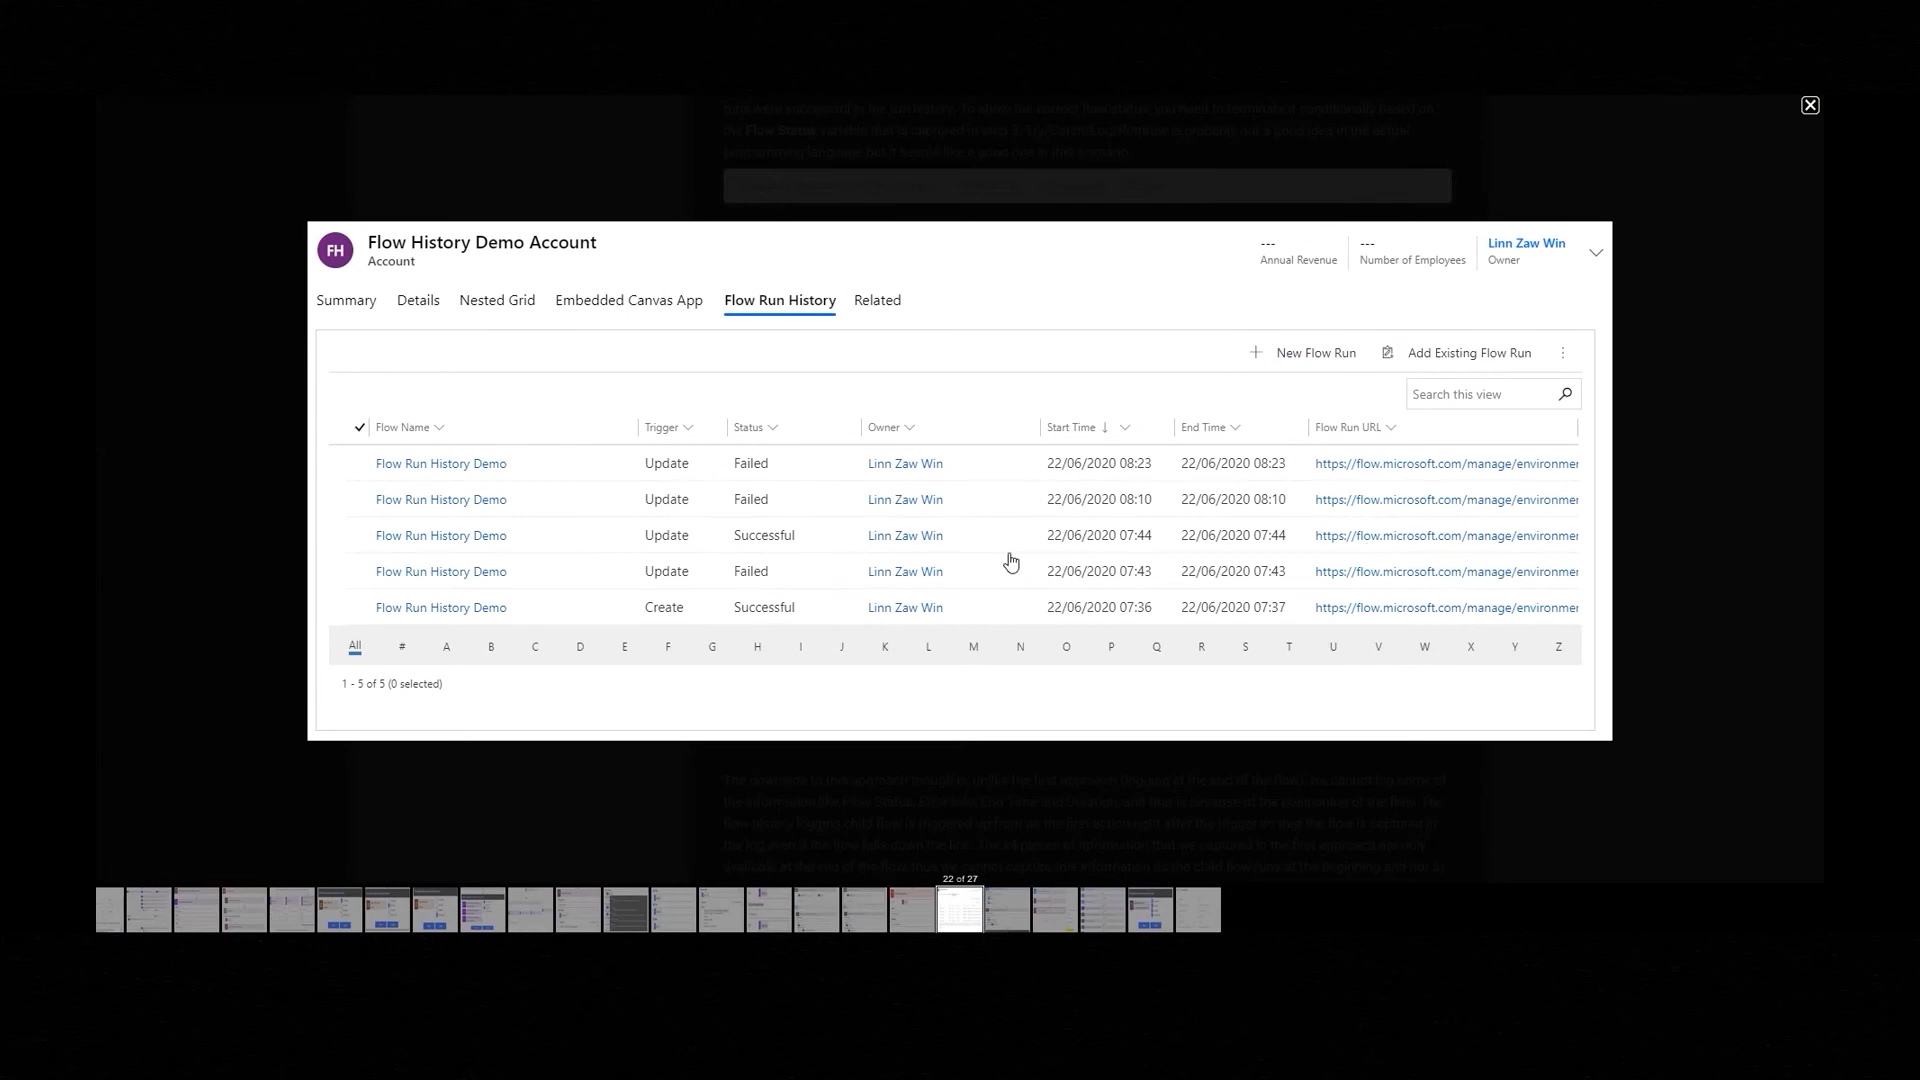 FH
Flow History Demo Account
Account
--- Annual Revenue
--- Number of Employees
Linn Zaw Win
Owner
Summary Details Nested Grid Embedded Canvas App Flow Run History Related
New Flow Run Add Existing Flow Run
Search this view
Flow Name Trigger Status Owner Start Time ↓ End Time Flow Run URL
Flow Run History Demo Update Failed Linn Zaw Win 22/06/2020 08:23 22/06/2020 08:23 https://flow.microsoft.com/manage/environmer
Flow Run History Demo Update Failed Linn Zaw Win 22/06/2020 08:10 22/06/2020 08:10 https://flow.microsoft.com/manage/environmer
Flow Run History Demo Update Successful Linn Zaw Win 22/06/2020 07:44 22/06/2020 07:44 https://flow.microsoft.com/manage/environmer
Flow Run History Demo Update Failed Linn Zaw Win 22/06/2020 07:43 22/06/2020 07:43 https://flow.microsoft.com/manage/environmer
Flow Run History Demo Create Successful Linn Zaw Win 22/06/2020 07:36 22/06/2020 07:37 https://flow.microsoft.com/manage/environmer
All # A B C D E F G H I J K L M N O P Q R S T U V W X Y Z
1 - 5 of 5 (0 selected)
22 of 27